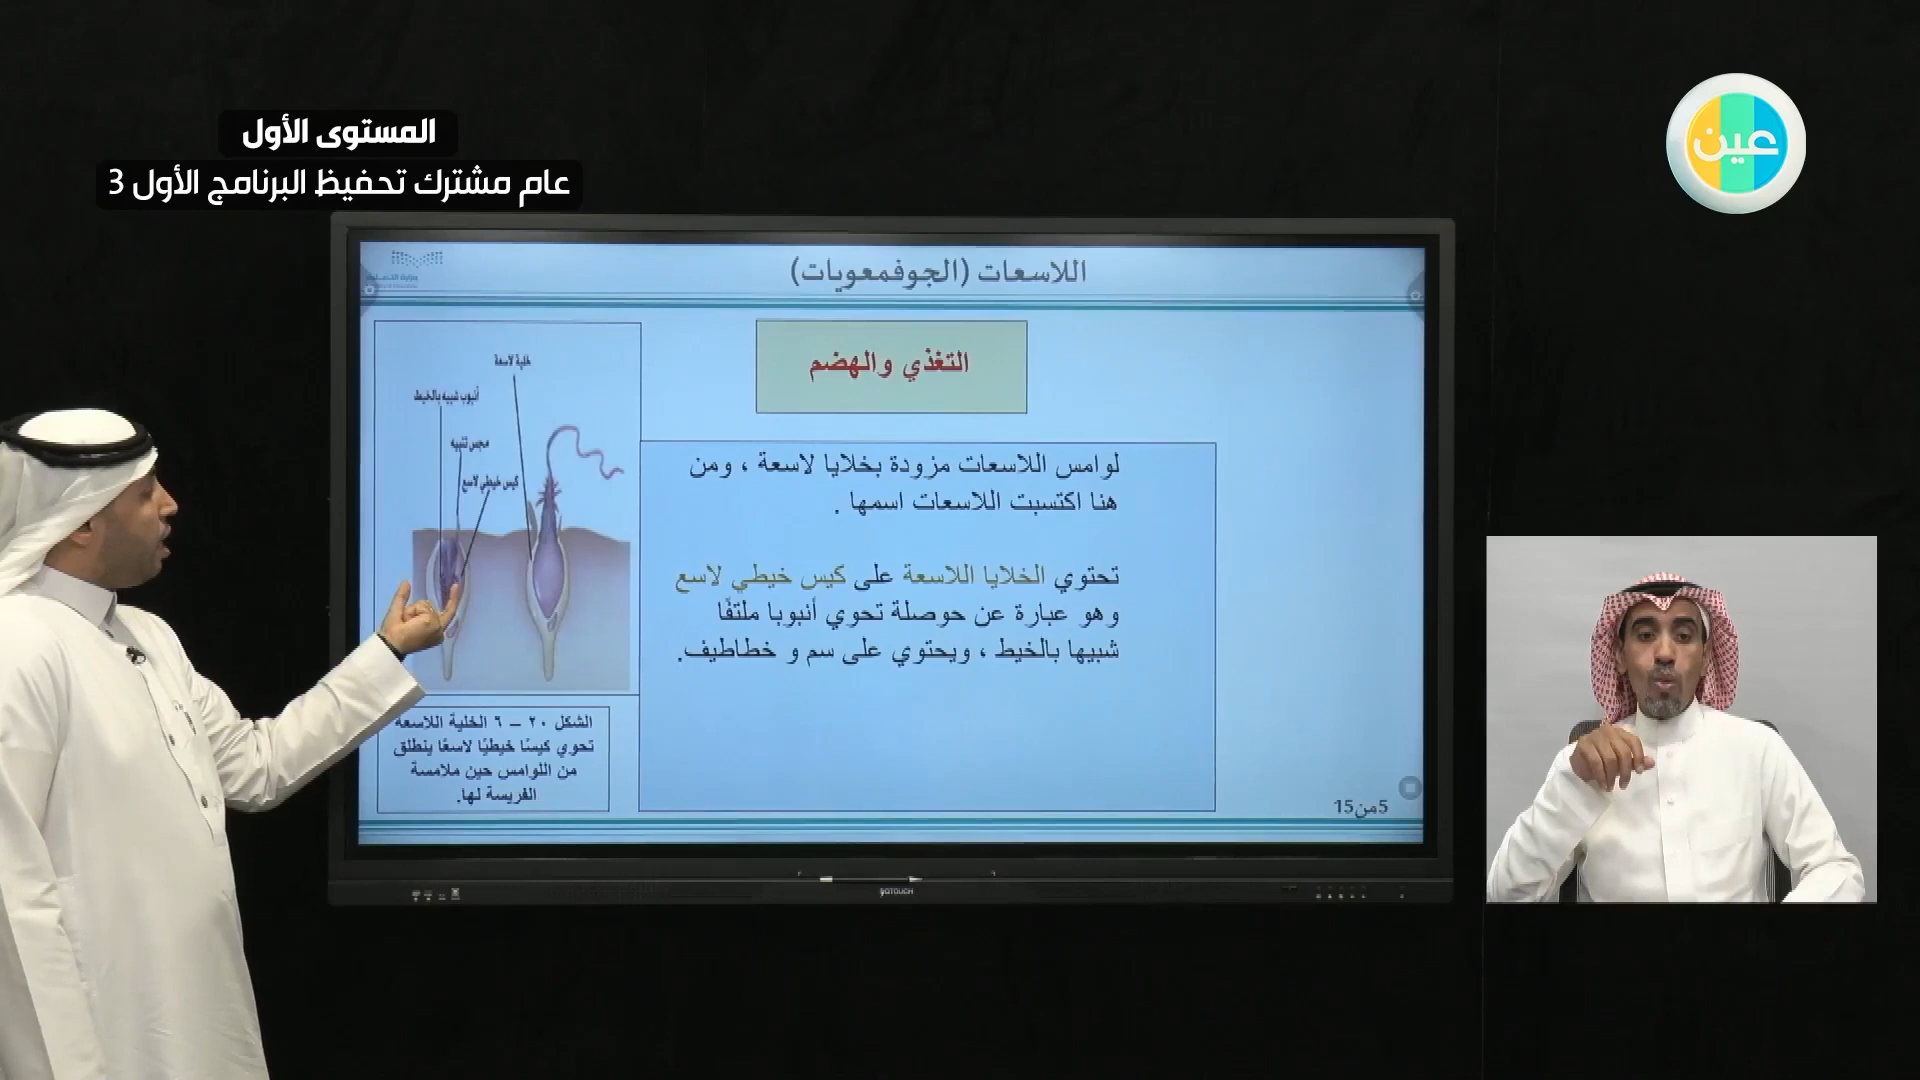 المستوى الأول
عام مشترك تحفيظ البرنامج الأول 3
عين
اللاسعات (الجوفمعويات)
التغذي والهضم
خلية لاسعة
أنبوب شبيه بالخيط
مجس تنبيه
كيس خيطي لاسع
لوامس اللاسعات مزودة بخلايا لاسعة ، ومن
هنا اكتسبت اللاسعات اسمها .
تحتوي الخلايا اللاسعة على كيس خيطي لاسع
وهو عبارة عن حوصلة تحوي أنبوبا ملتفًا
شبيها بالخيط ، ويحتوي على سم و خطاطيف.
الشكل ٢٠ – ٦ الخلية اللاسعة
تحوي كيسًا خيطيًا لاسعًا ينطلق
من اللوامس حين ملامسة
الفريسة لها.
5من15